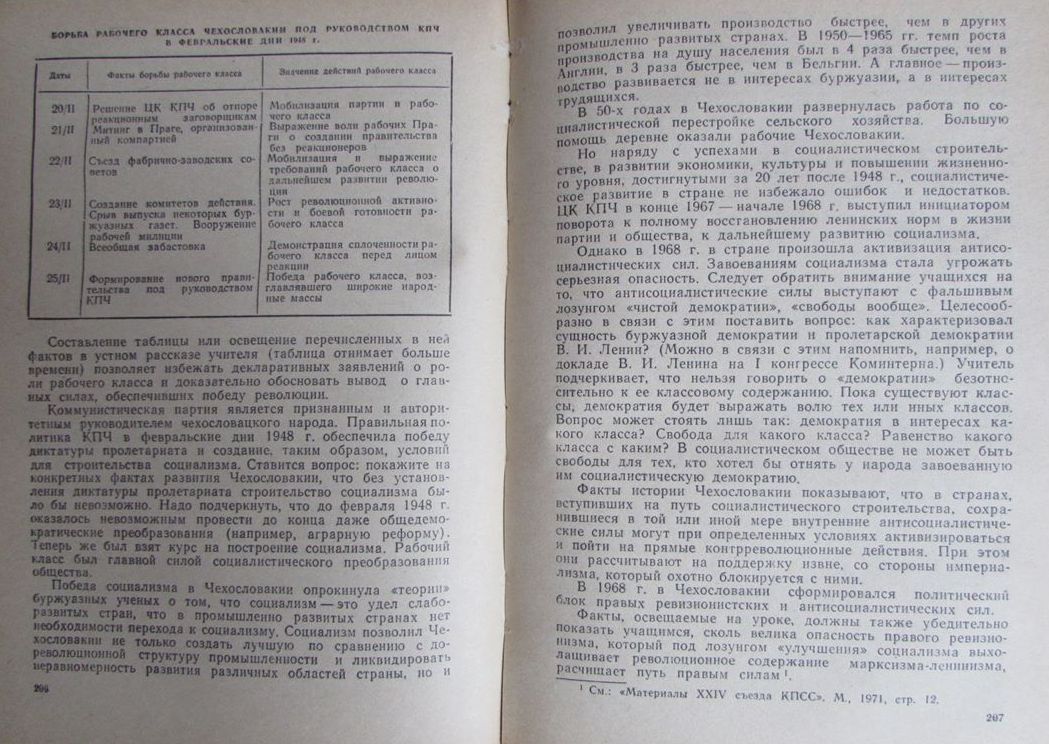 БОРЬБА РАБОЧЕГО КЛАССА ЧЕХОСЛОВАКИИ ПОД РУКОВОДСТВОМ КПЧ
В ФЕВРАЛЬСКИЕ ДНИ 1948 г.
Даты
Факты борьбы рабочего класса
Значение действий рабочего класса
20/II
Решение ЦК КПЧ об отпоре
реакционным заговорщикам
Мобилизация партии и рабо-
чего класса
21/II
Митинг в Праге, организован-
ный компартией
Выражение воли рабочих Пра-
ги о создании правительства
без реакционеров
22/II
Съезд фабрично-заводских со-
ветов
Мобилизация и выражение
требований рабочего класса о
дальнейшем развитии револю-
ции
23/II
Создание комитетов действия.
Срыв выпуска некоторых бур-
жуазных газет. Вооружение
рабочей милиции
Рост революционной активно-
сти и боевой готовности ра-
бочего класса
24/II
Всеобщая забастовка
Демонстрация сплоченности ра-
бочего класса перед лицом
реакции
25/II
Формирование нового прави-
тельства под руководством
КПЧ
Победа рабочего класса, воз-
главлявшего широкие народ-
ные массы
Составление таблицы или освещение перечисленных в ней
фактов в устном рассказе учителя (таблица отнимает больше
времени) позволяет избежать декларативных заявлений о ро-
ли рабочего класса и доказательно обосновать вывод о глав-
ных силах, обеспечивших победу революции.
Коммунистическая партия является признанным и автори-
тетным руководителем чехословацкого народа. Правильная по-
литика КПЧ в февральские дни 1948 г. обеспечила победу
диктатуры пролетариата и создание, таким образом, условий
для строительства социализма. Ставится вопрос: покажите на
конкретных фактах развития Чехословакии, что без установ-
ления диктатуры пролетариата строительство социализма бы-
ло бы невозможно. Надо подчеркнуть, что до февраля 1948 г.
оказалось невозможным провести до конца даже общедемо-
кратические преобразования (например, аграрную реформу).
Теперь же был взят курс на построение социализма. Рабочий
класс был главной силой социалистического преобразования
общества.
Победа социализма в Чехословакии опрокинула «теории»
буржуазных ученых о том, что социализм — это удел слабо-
развитых стран, что в промышленно развитых странах нет
необходимости перехода к социализму. Социализм позволил Че-
хословакии не только создать лучшую по сравнению с до-
революционной структуру промышленности и ликвидировать
неравномерность развития различных областей страны, но и
206
позволил увеличивать производство быстрее, чем в других
промышленно развитых странах. В 1950—1965 гг. темп роста
производства на душу населения был в 4 раза быстрее, чем в
Англии, в 3 раза быстрее, чем в Бельгии. А главное — произ-
водство развивается не в интересах буржуазии, а в интересах
трудящихся.
В 50-х годах в Чехословакии развернулась работа по со-
циалистической перестройке сельского хозяйства. Большую
помощь деревне оказали рабочие Чехословакии.
Но наряду с успехами в социалистическом строитель-
стве, в развитии экономики, культуры и повышении жизненно-
го уровня, достигнутыми за 20 лет после 1948 г., социалистиче-
ское развитие в стране не избежало ошибок и недостатков.
ЦК КПЧ в конце 1967 — начале 1968 г. выступил инициатором
поворота к полному восстановлению ленинских норм в жизни
партии и общества, к дальнейшему развитию социализма.
Однако в 1968 г. в стране произошла активизация антисо-
циалистических сил. Завоеваниям социализма стала угрожать
серьезная опасность. Следует обратить внимание учащихся на
то, что антисоциалистические силы выступают с фальшивым
лозунгом «чистой демократии», «свободы вообще». Целесооб-
разно в связи с этим поставить вопрос: как характеризовал
сущность буржуазной демократии и пролетарской демократии
В. И. Ленин? (Можно в связи с этим напомнить, например, о
докладе В. И. Ленина на I конгрессе Коминтерна.) Учитель
подчеркивает, что нельзя говорить о «демократии» безотно-
сительно к ее классовому содержанию. Пока существуют клас-
сы, демократия будет выражать волю тех или иных классов.
Вопрос может стоять лишь так: демократия в интересах ка-
кого класса? Свобода для какого класса? Равенство какого
класса с каким? В социалистическом обществе не может быть
свободы для тех, кто хотел бы отнять у народа завоеванную
им социалистическую демократию.
Факты истории Чехословакии показывают, что в странах,
вступивших на путь социалистического строительства, сохра-
нившиеся в той или иной мере внутренние антисоциалистиче-
ские силы могут при определенных условиях активизироваться
и пойти на прямые контрреволюционные действия. При этом
они рассчитывают на поддержку извне, со стороны империа-
лизма, который охотно блокируется с ними.
В 1968 г. в Чехословакии сформировался политический
блок правых ревизионистских и антисоциалистических сил.
Факты, освещаемые на уроке, должны также убедительно
показать учащимся, сколь велика опасность правого ревизио-
низма, который под лозунгом «улучшения» социализма выхо-
лащивает революционное содержание марксизма-ленинизма,
расчищает путь правым силам¹.
¹ См.: «Материалы XXIV съезда КПСС». М., 1971, стр. 12.
207